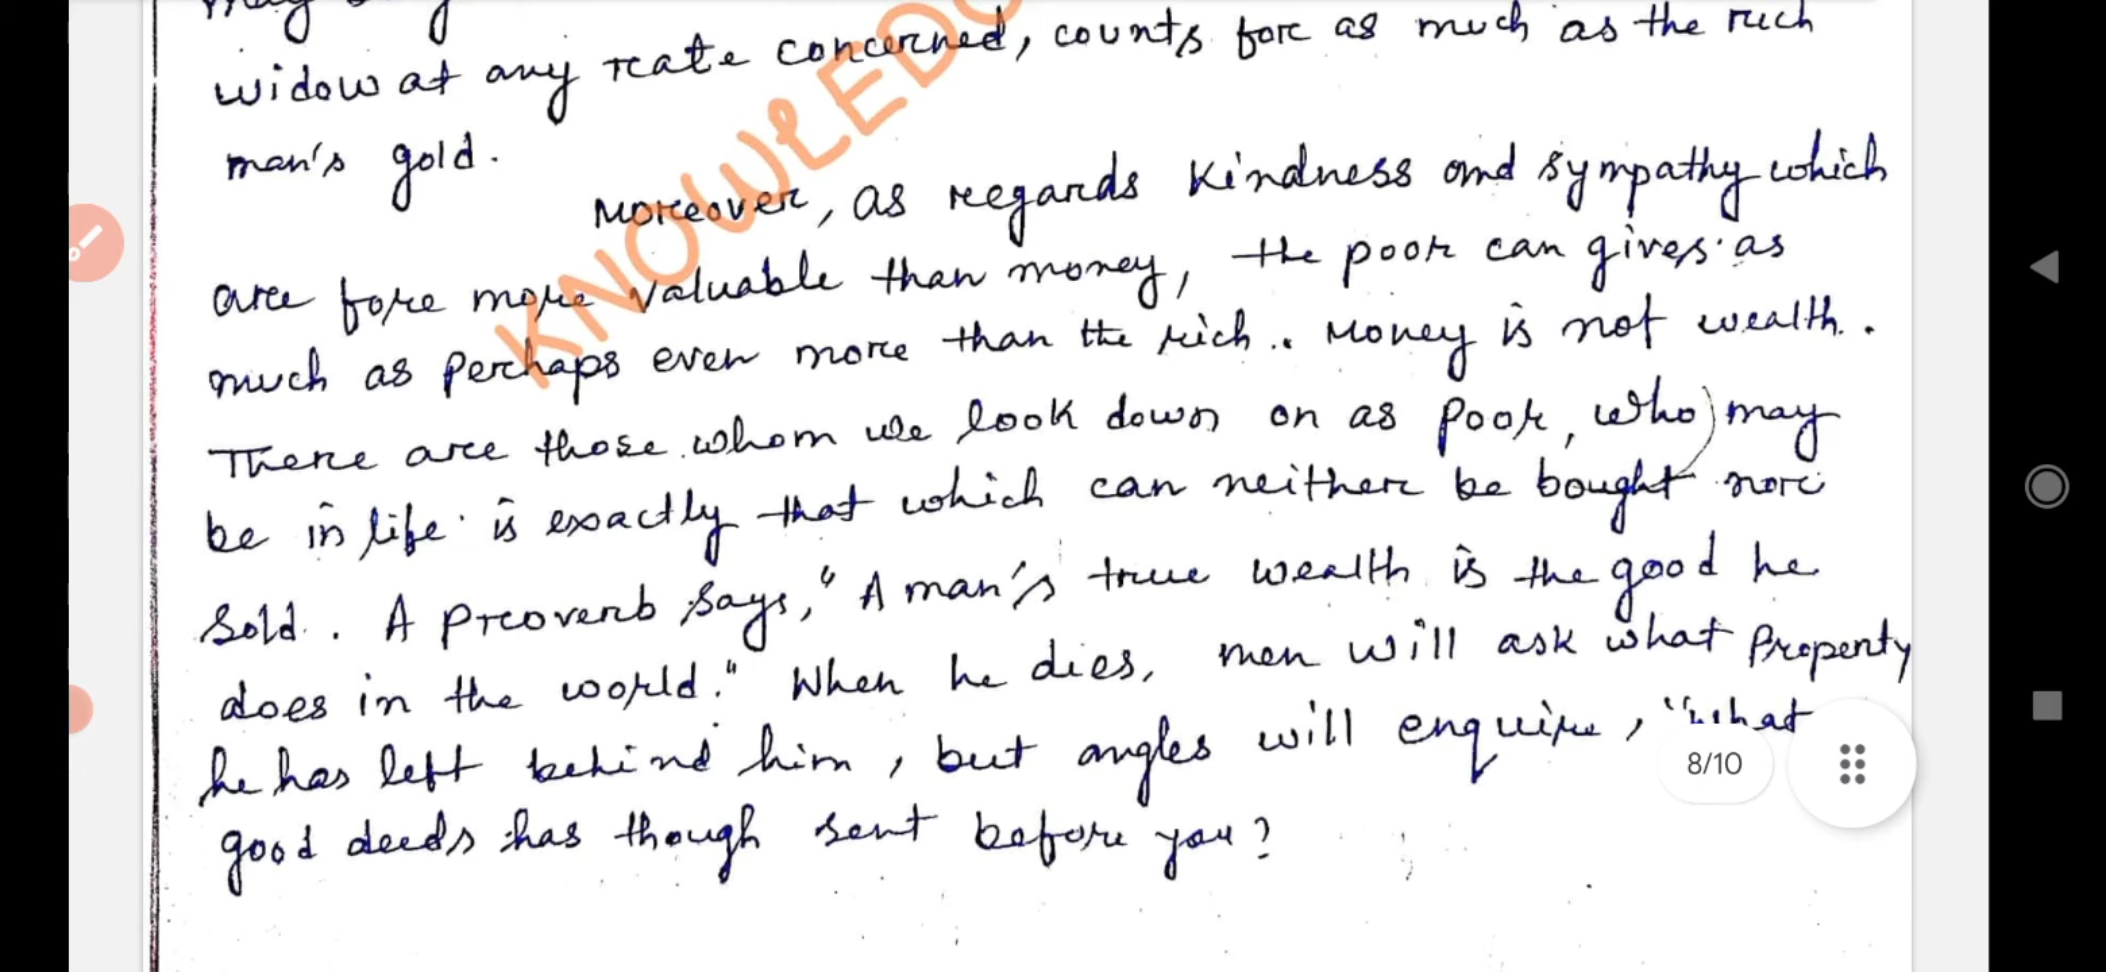 widow at any rate concerned, counts for as much as the rich
man's gold.
KNOWLEDG
Moreover, as regards kindness and sympathy which
are fore more valuable than money, the poor can gives as
much as perhaps even more than the rich.. Money is not wealth.
There are those whom we look down on as poor, who may
be in life is exactly that which can neither be bought nor
sold. A proverb says, "A man's true wealth is the good he
does in the world." When he dies, men will ask what property
he has left behind him, but angles will enquire, "what
8/10
good deeds has though sent before you?